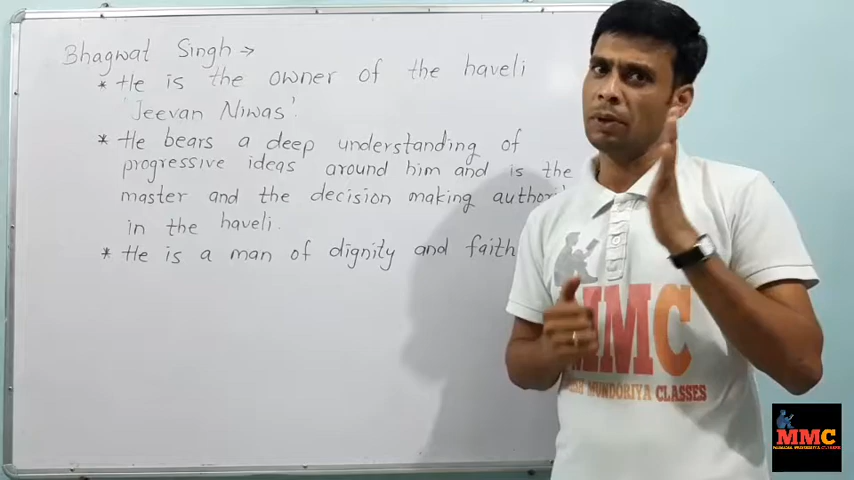 Bhagwat Singh →
* He is the owner of the haveli
'Jeevan Niwas'.
* He bears a deep understanding of
progressive ideas around him and is the
master and the decision making
in the haveli.
* He is a man of dignity and faith
MMC
MUNDORIYA CLASSES
MMC